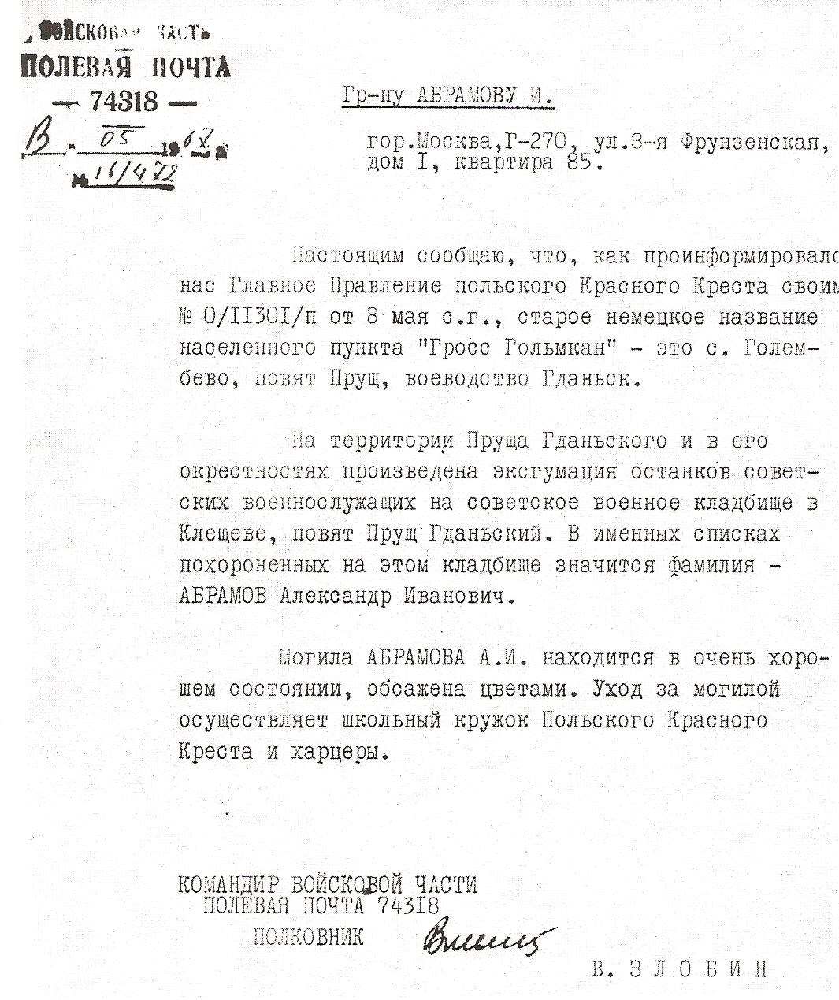 ВОЙСКОВАЯ ЧАСТЬ
ПОЛЕВАЯ ПОЧТА
— 74318 —
05 19
№ 16/472
Гр-ну АБРАМОВУ И.
гор.Москва,Г-270, ул.3-я Фрунзенская,
дом I, квартира 85.
Настоящим сообщаю, что, как проинформировало
нас Главное Правление польского Красного Креста своим
№ 0/II30I/п от 8 мая с.г., старое немецкое название
населенного пункта "Гросс Гольмкан" - это с. Голем-
бево, повят Прущ, воеводство Гданьск.
На территории Пруща Гданьского и в его
окрестностях произведена эксгумация останков совет-
ских военнослужащих на советское военное кладбище в
Клещеве, повят Прущ Гданьский. В именных списках
похороненных на этом кладбище значится фамилия -
АБРАМОВ Александр Иванович.
Могила АБРАМОВА А.И. находится в очень хоро-
шем состоянии, обсажена цветами. Уход за могилой
осуществляет школьный кружок Польского Красного
Креста и харцеры.
КОМАНДИР ВОЙСКОВОЙ ЧАСТИ
ПОЛЕВАЯ ПОЧТА 743I8
ПОЛКОВНИК
В. З Л О Б И Н